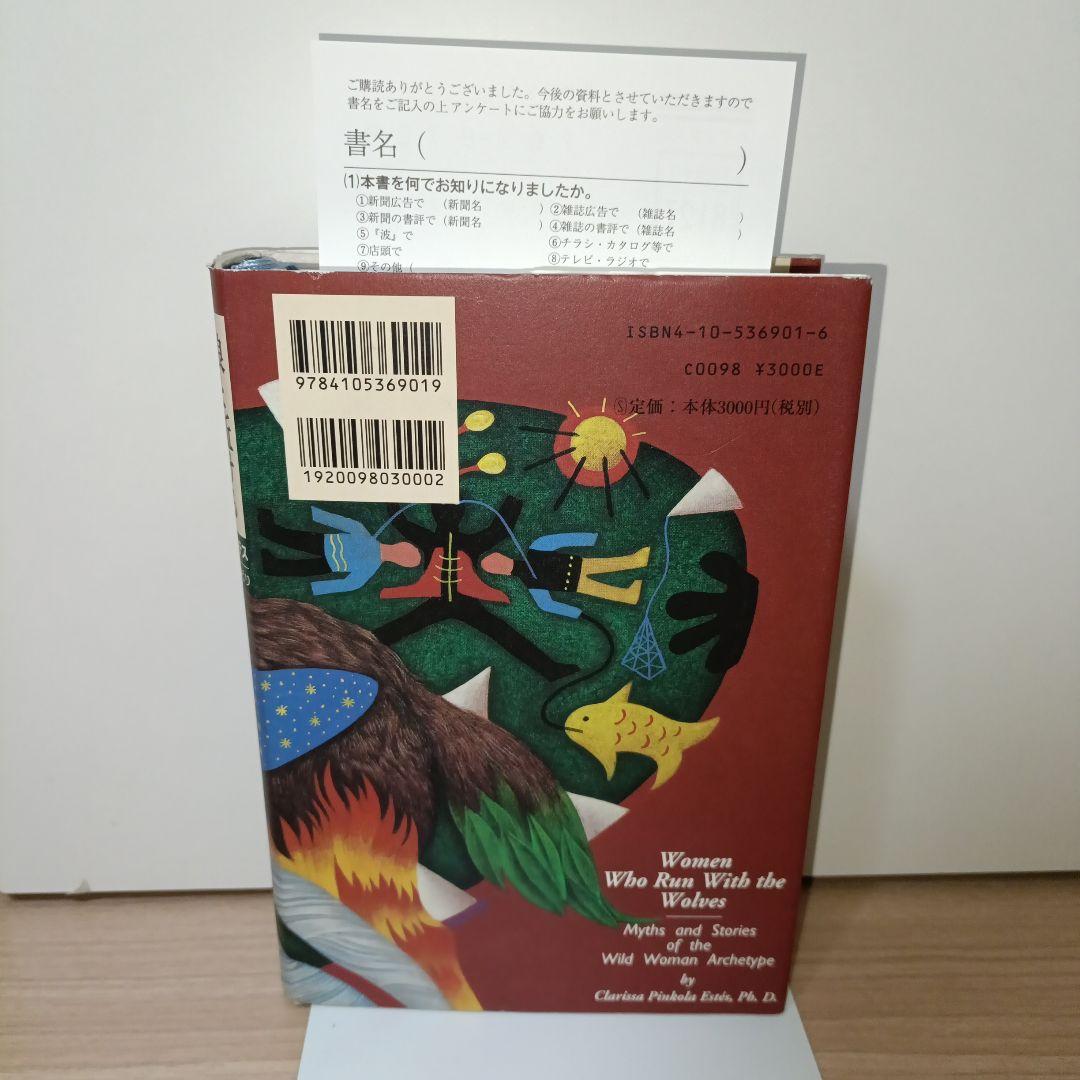 ご購読ありがとうございました。今後の資料とさせていただきますので
書名をご記入の上アンケートにご協力をお願いします。
書名（　　　　　　　　　　　）
⑴本書を何でお知りになりましたか。
①新聞広告で　（新聞名　　　　　）②雑誌広告で　（雑誌名　　　　　）
③新聞の書評で（新聞名　　　　　）④雑誌の書評で（雑誌名　　　　　）
⑤『波』で　　　　　　　　　　　⑥チラシ・カタログ等で
⑦店頭で　　　　　　　　　　　　⑧テレビ・ラジオで
⑨その他（
9784105369019
1920098030002
ISBN4-10-536901-6
C0098 ¥3000E
Ⓢ定価：本体3000円（税別）
Women
Who Run With the
Wolves
Myths and Stories
of the
Wild Woman Archetype
by
Clarissa Pinkola Estés, Ph. D.